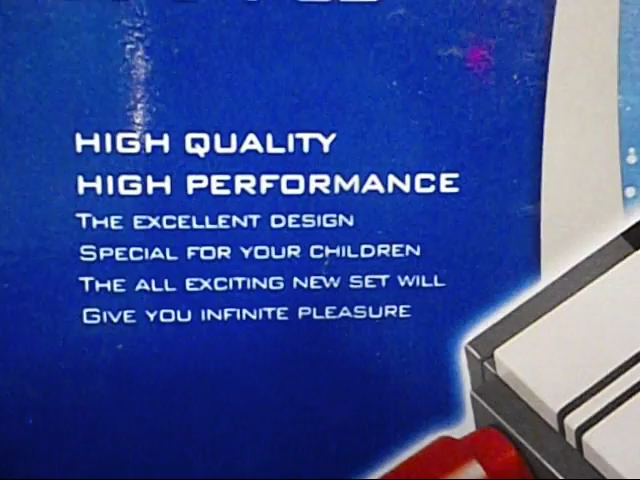 HIGH QUALITY
HIGH PERFORMANCE
THE EXCELLENT DESIGN
SPECIAL FOR YOUR CHILDREN
THE ALL EXCITING NEW SET WILL
GIVE YOU INFINITE PLEASURE